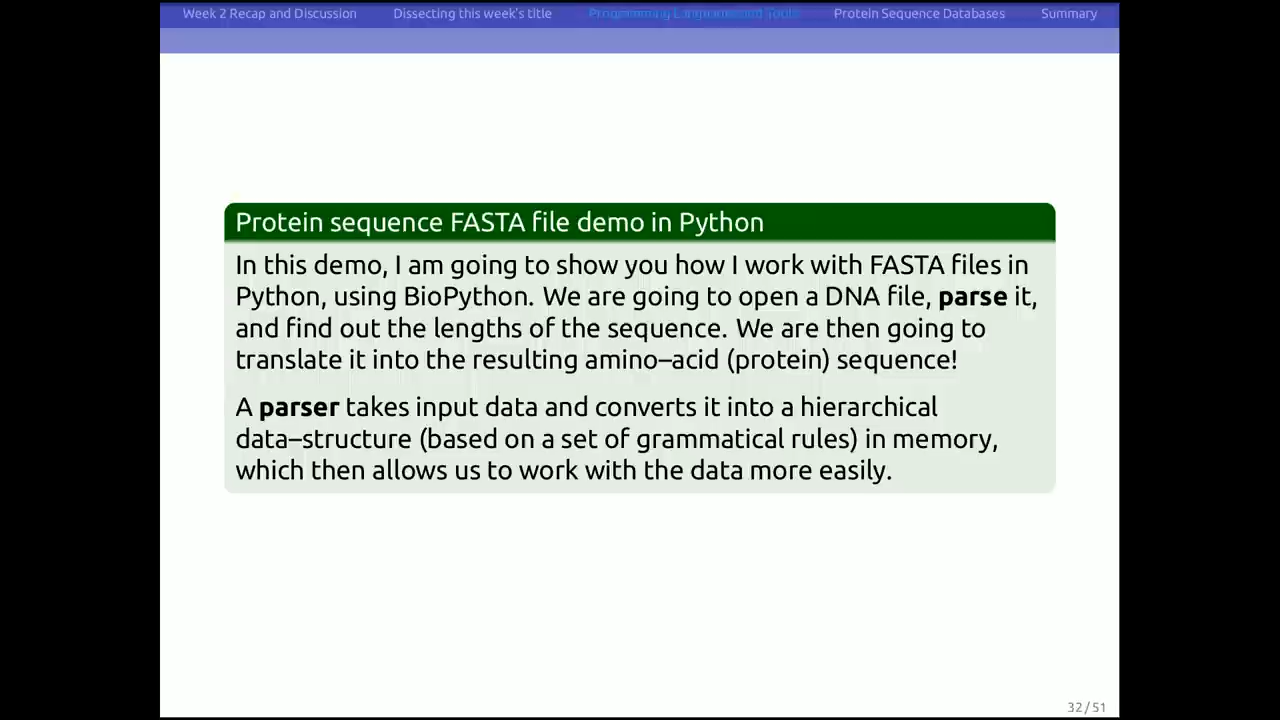 Week 2 Recap and Discussion Dissecting this week's title Programming Languages and Tools Protein Sequence Databases Summary
Protein sequence FASTA file demo in Python
In this demo, I am going to show you how I work with FASTA files in
Python, using BioPython. We are going to open a DNA file, parse it,
and find out the lengths of the sequence. We are then going to
translate it into the resulting amino–acid (protein) sequence!
A parser takes input data and converts it into a hierarchical
data–structure (based on a set of grammatical rules) in memory,
which then allows us to work with the data more easily.
32 / 51